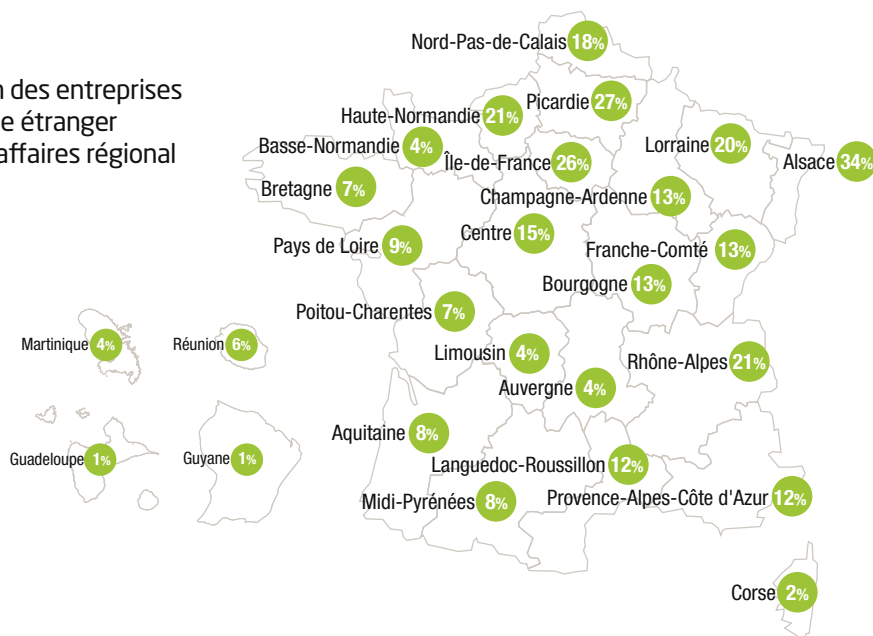 n des entreprises
e étranger
affaires régional
Nord-Pas-de-Calais 18%
Picardie 27%
Haute-Normandie 21%
Basse-Normandie 4%
Île-de-France 26%
Lorraine 20%
Alsace 34%
Bretagne 7%
Champagne-Ardenne 13%
Pays de Loire 9%
Centre 15%
Franche-Comté 13%
Bourgogne 13%
Poitou-Charentes 7%
Martinique 4%
Réunion 6%
Limousin 4%
Rhône-Alpes 21%
Auvergne 4%
Aquitaine 8%
Guadeloupe 1%
Guyane 1%
Languedoc-Roussillon 12%
Midi-Pyrénées 8%
Provence-Alpes-Côte d'Azur 12%
Corse 2%